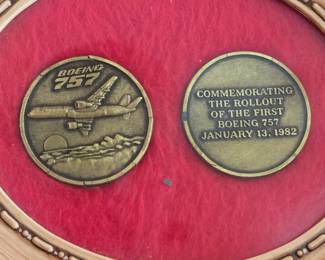 BOEING
757
COMMEMORATING
THE ROLLOUT
OF THE FIRST
BOEING 757
JANUARY 13, 1982